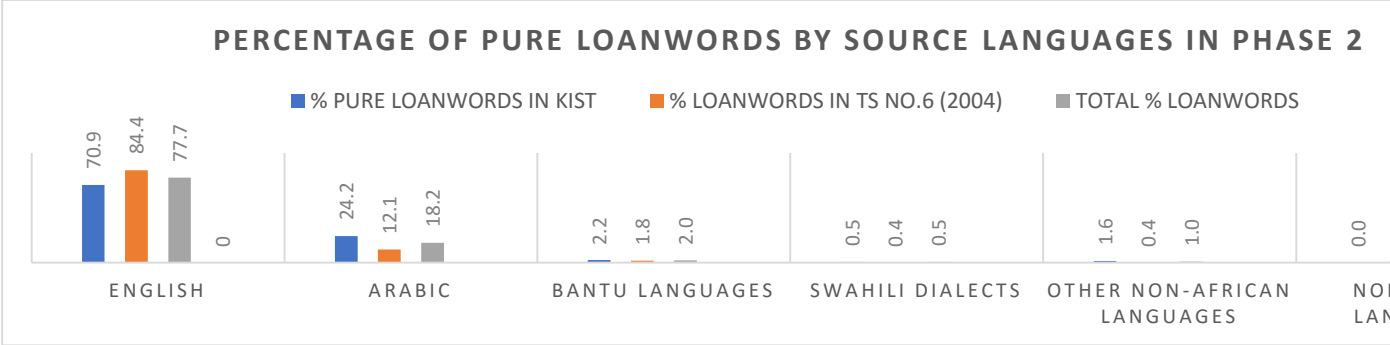 PERCENTAGE OF PURE LOANWORDS BY SOURCE LANGUAGES IN PHASE 2
% PURE LOANWORDS IN KIST % LOANWORDS IN TS NO.6 (2004) TOTAL % LOANWORDS
70.9 84.4 77.7 0
24.2 12.1 18.2
2.2 1.8 2.0
0.5 0.4 0.5
1.6 0.4 1.0
0.0
ENGLISH
ARABIC
BANTU LANGUAGES
SWAHILI DIALECTS
OTHER NON-AFRICAN
LANGUAGES